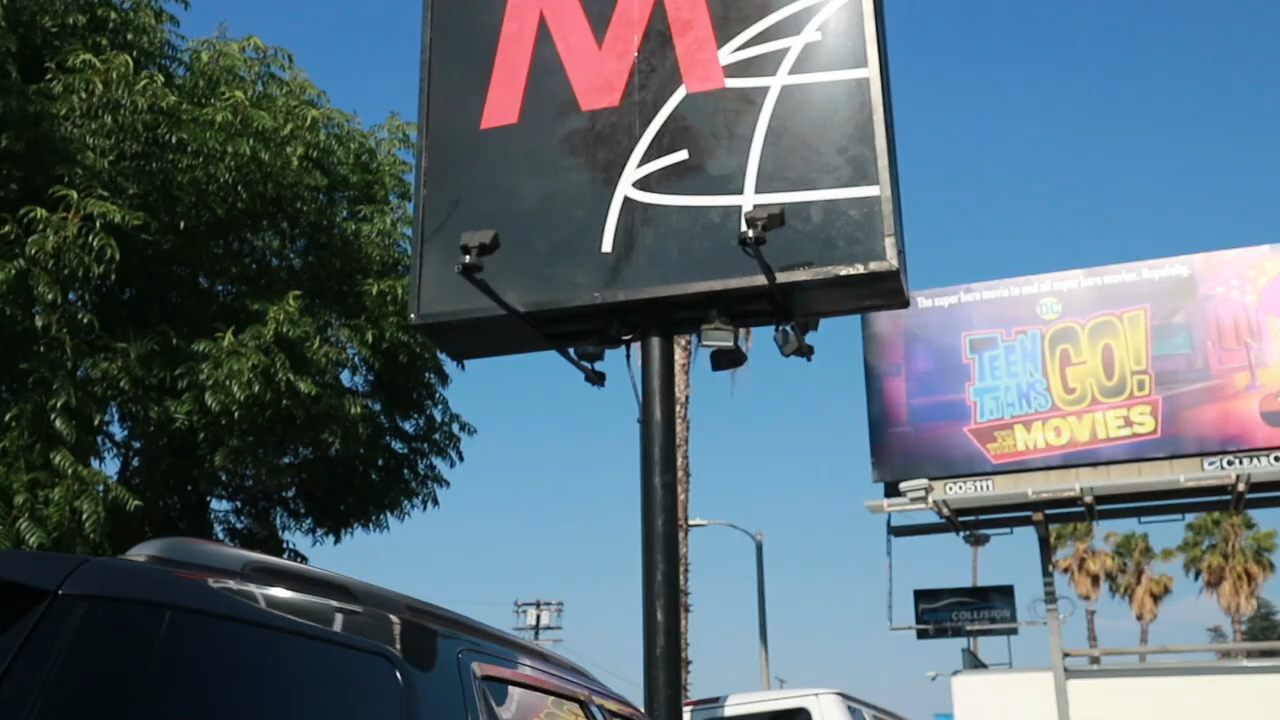 M
The super hero movie to end all super hero movies. Hopefully.
DC
TEEN
TITANS
GO!
TO THE
MOVIES
005111
CLEAR C
COLLISION